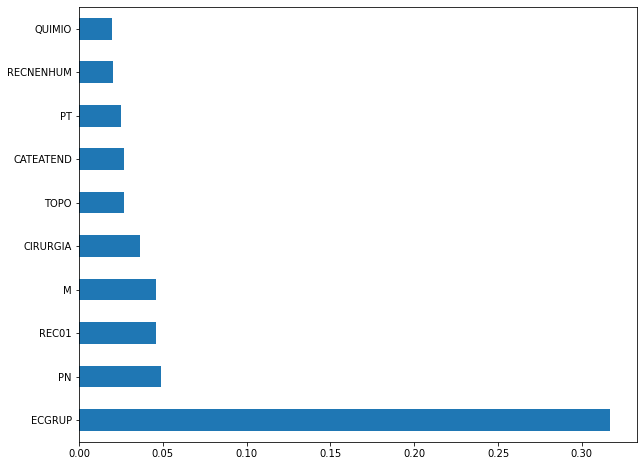 QUIMIO
RECNENHUM
PT
CATEATEND
TOPO
CIRURGIA
M
REC01
PN
ECGRUP
0.00 0.05 0.10 0.15 0.20 0.25 0.30